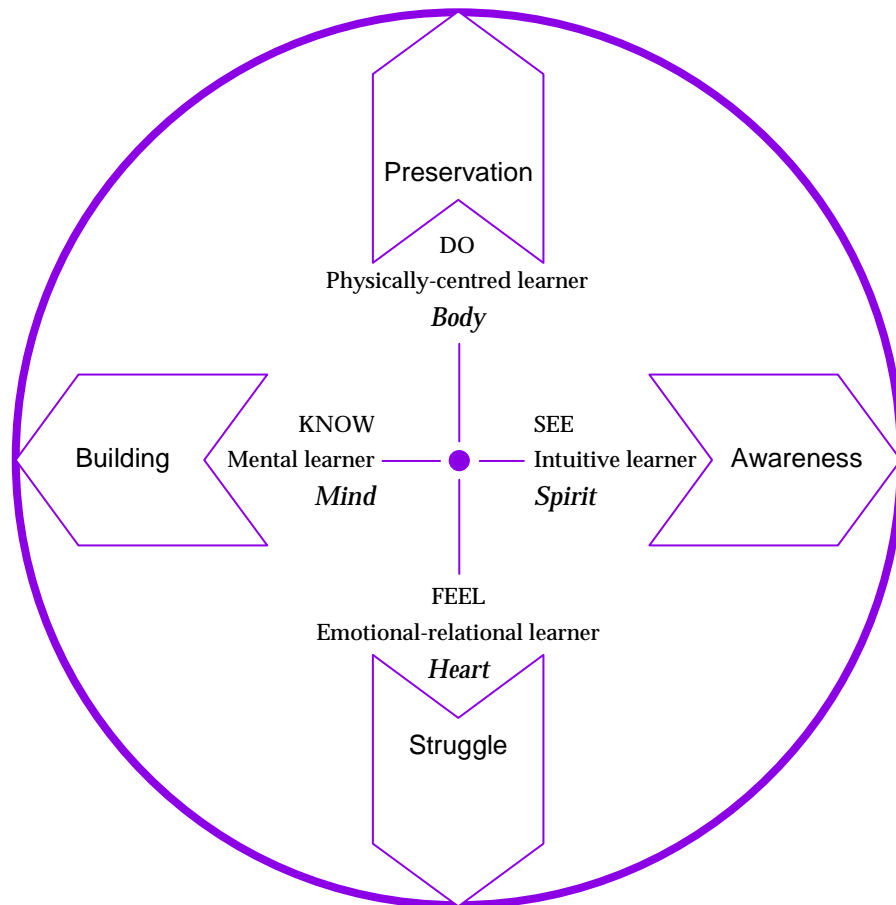 Preservation
DO
Physically-centred learner
Body
Building
KNOW
Mental learner
Mind
SEE
Intuitive learner
Spirit
Awareness
FEEL
Emotional-relational learner
Heart
Struggle